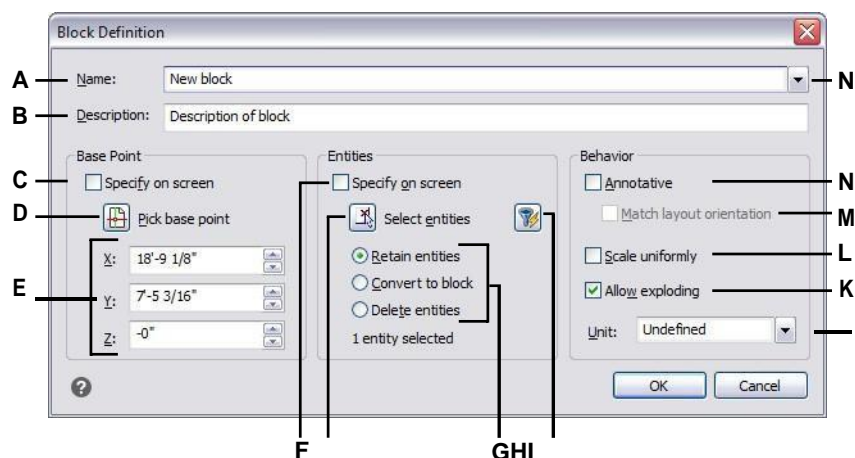 Block Definition
A Name: New block N
B Description: Description of block
Base Point Entities Behavior
C Specify on screen Specify on screen Annotative N
D Pick base point Select entities Match layout orientation M
X: 18'-9 1/8" Retain entities Scale uniformly L
E Y: 7'-5 3/16" Convert to block Allow exploding K
Z: -0" Delete entities
1 entity selected Unit: Undefined
? OK Cancel
F GHI